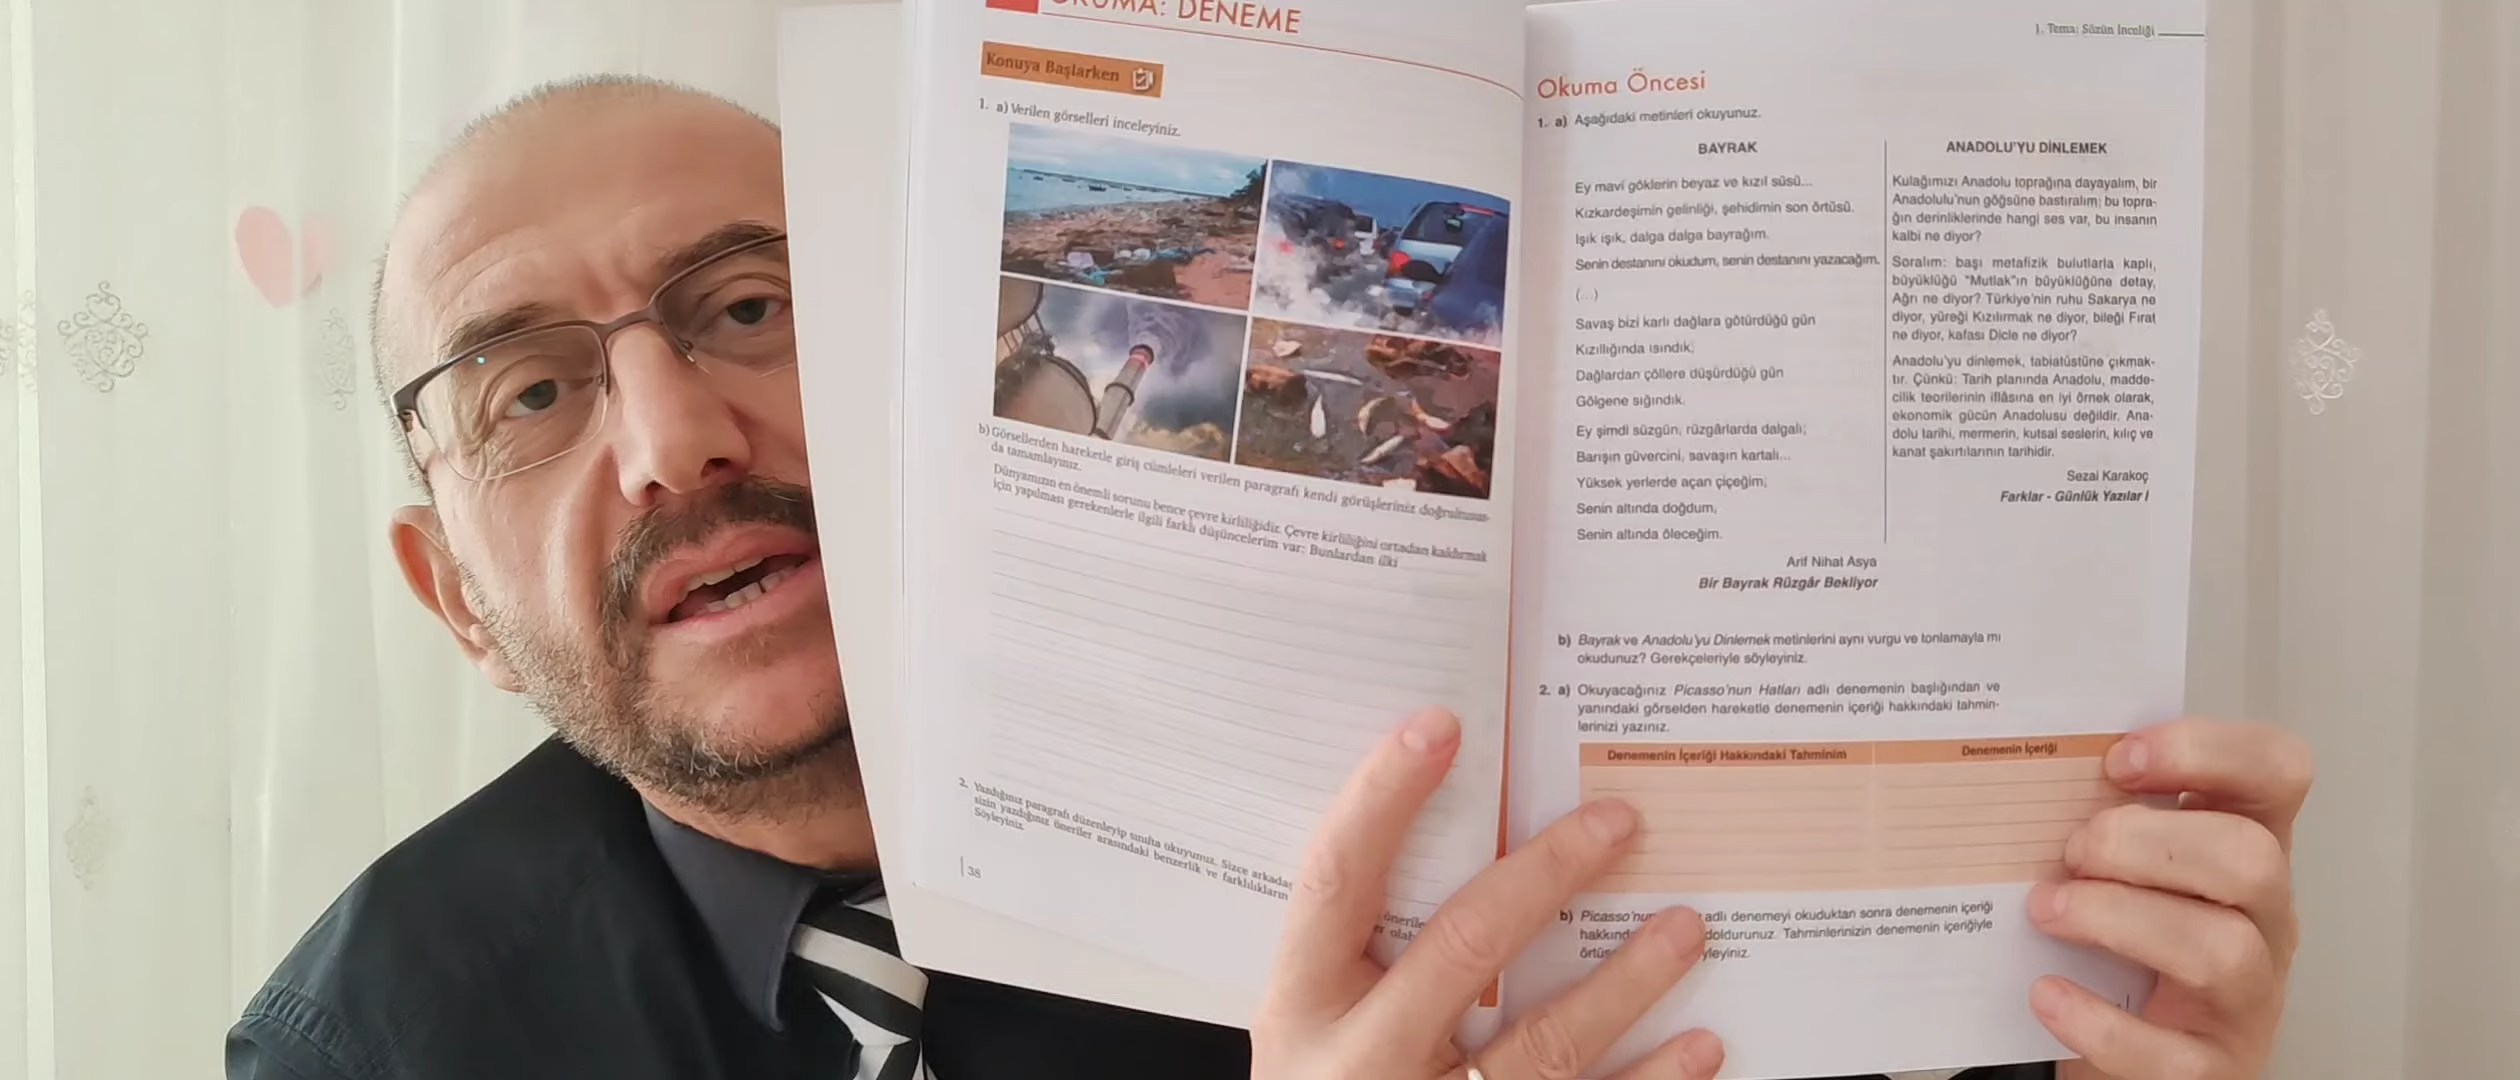 OKUMA: DENEME
Konuya Başlarken
1. a) Verilen görselleri inceleyiniz.
b) Görsellerden hareketle giriş cümleleri verilen paragrafı kendi görüşleriniz doğrultusun-
da tamamlayınız.
Dünyamızın en önemli sorunu bence çevre kirliliğidir. Çevre kirliliğini ortadan kaldırmak
için yapılması gerekenlerle ilgili farklı düşüncelerim var: Bunlardan ilki
2. Yazdığınız paragrafı düzenleyip sınıfta okuyunuz. Sizce arkadaş
sizin yazdığınız öneriler arasındaki benzerlik ve farklılıkların
Söyleyiniz.
önerile
er olab
38
1. Tema: Sözün İnceliği
Okuma Öncesi
1. a) Aşağıdaki metinleri okuyunuz.
BAYRAK
Ey mavi göklerin beyaz ve kızıl süsü...
Kızkardeşimin gelinliği, şehidimin son örtüsü.
Işık ışık, dalga dalga bayrağım.
Senin destanını okudum, senin destanını yazacağım.
(...)
Savaş bizi karlı dağlara götürdüğü gün
Kızıllığında ısındık;
Dağlardan çöllere düşürdüğü gün
Gölgene sığındık.
Ey şimdi süzgün, rüzgârlarda dalgalı;
Barışın güvercini, savaşın kartalı...
Yüksek yerlerde açan çiçeğim;
Senin altında doğdum,
Senin altında öleceğim.
Arif Nihat Asya
Bir Bayrak Rüzgâr Bekliyor
ANADOLU'YU DİNLEMEK
Kulağımızı Anadolu toprağına dayayalım, bir
Anadolulu'nun göğsüne bastıralım; bu topra-
ğın derinliklerinde hangi ses var, bu insanın
kalbi ne diyor?
Soralım: başı metafizik bulutlarla kaplı,
büyüklüğü "Mutlak"ın büyüklüğüne detay,
Ağrı ne diyor? Türkiye'nin ruhu Sakarya ne
diyor, yüreği Kızılırmak ne diyor, bileği Fırat
ne diyor, kafası Dicle ne diyor?
Anadolu'yu dinlemek, tabiatüstüne çıkmak-
tır. Çünkü: Tarih planında Anadolu, madde-
cilik teorilerinin iflâsına en iyi örnek olarak,
ekonomik gücün Anadolusu değildir. Ana-
dolu tarihi, mermerin, kutsal seslerin, kılıç ve
kanat şakırtılarının tarihidir.
Sezai Karakoç
Farklar - Günlük Yazılar I
b) Bayrak ve Anadolu'yu Dinlemek metinlerini aynı vurgu ve tonlamayla mı
okudunuz? Gerekçeleriyle söyleyiniz.
2. a) Okuyacağınız Picasso'nun Hatları adlı denemenin başlığından ve
yanındaki görselden hareketle denemenin içeriği hakkındaki tahmin-
lerinizi yazınız.
Denemenin İçeriği Hakkındaki Tahminim
Denemenin İçeriği
b) Picasso'nun adlı denemeyi okuduktan sonra denemenin içeriği
hakkınd doldurunuz. Tahminlerinizin denemenin içeriğiyle
örtüş yleyiniz.